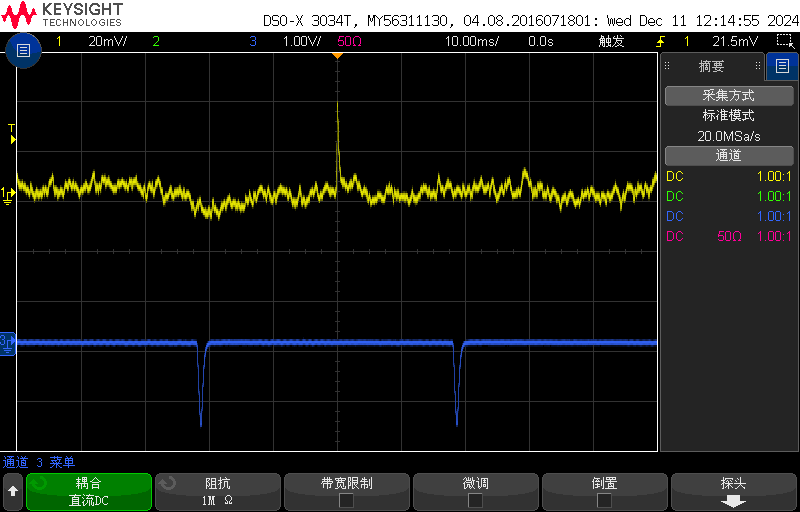 KEYSIGHT
TECHNOLOGIES
DSO-X 3034T, MY56311130, 04.08.2016071801: Wed Dec 11 12:14:55 2024
1 20mV/ 2 3 1.00V/ 50Ω 10.00ms/ 0.0s 触发 1 21.5mV
摘要
采集方式
标准模式
20.0MSa/s
通道
DC 1.00:1
DC 1.00:1
DC 1.00:1
DC 50Ω 1.00:1
T
1
3
通道 3 菜单
耦合
直流DC
阻抗
1M Ω
带宽限制
微调
倒置
探头